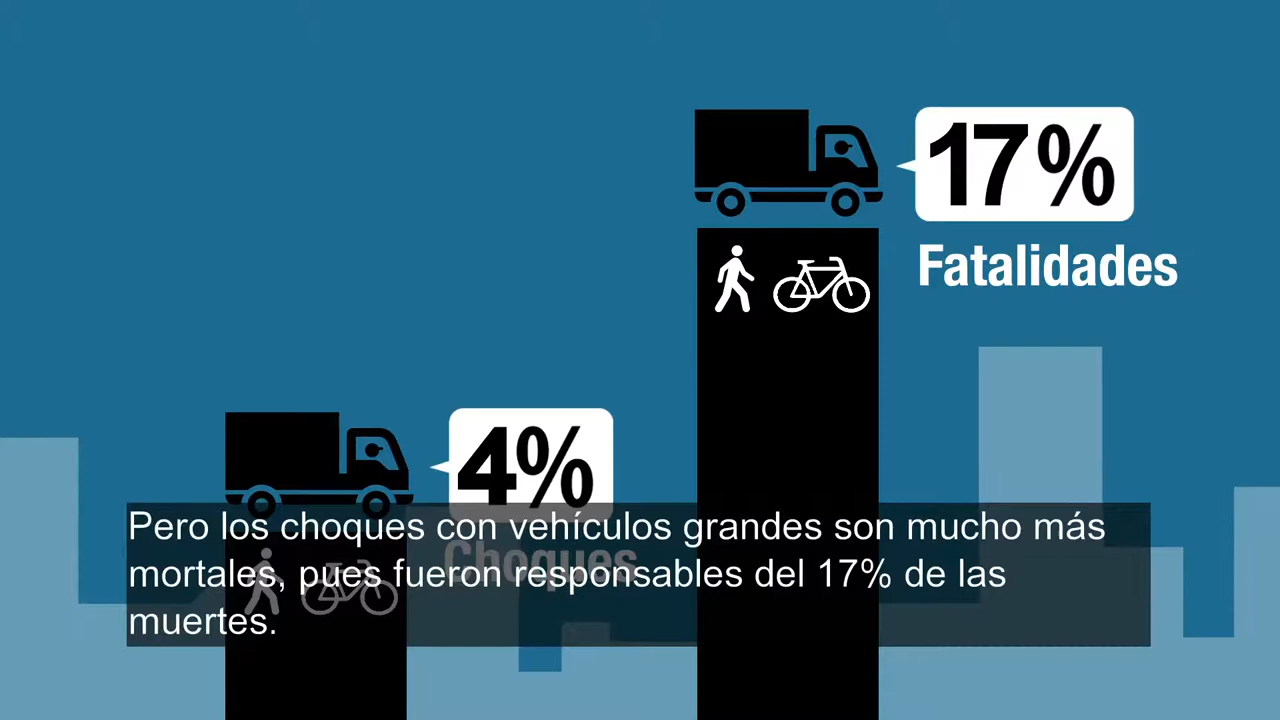 17%
Fatalidades
4%
Choques
Pero los choques con vehículos grandes son mucho más
mortales, pues fueron responsables del 17% de las
muertes.